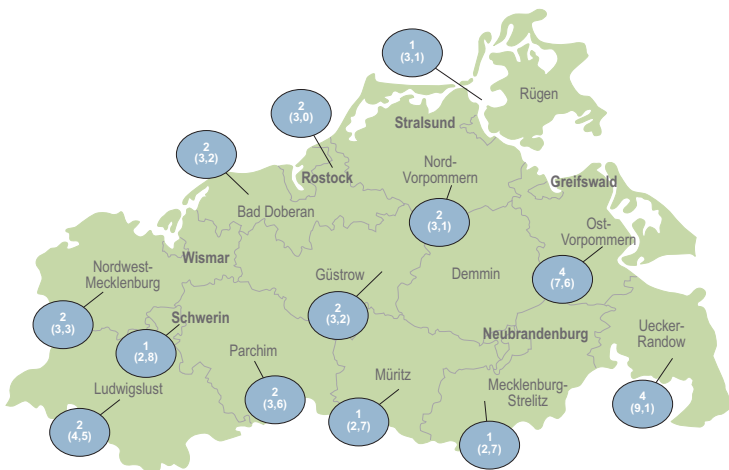 1
(3,1)
Rügen
2
(3,0)
Stralsund
2
(3,2)
Nord-
Vorpommern
Rostock
Greifswald
Bad Doberan
2
(3,1)
Ost-
Vorpommern
Wismar
Nordwest-
Mecklenburg
Güstrow
Demmin
4
(7,6)
2
(3,3)
Schwerin
2
(3,2)
Neubrandenburg
Uecker-
Randow
1
(2,8)
Parchim
Müritz
Mecklenburg-
Strelitz
Ludwigslust
2
(3,6)
4
(9,1)
2
(4,5)
1
(2,7)
1
(2,7)